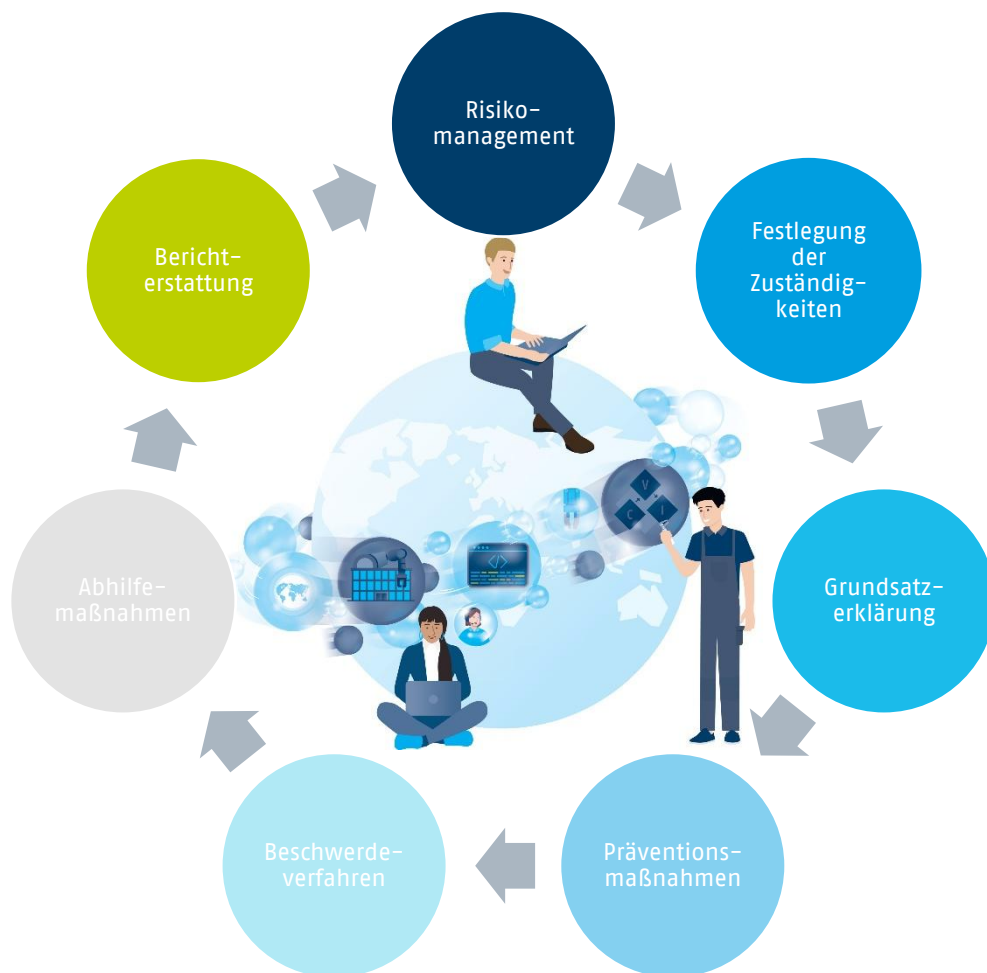 Risiko-
management
Festlegung
der
Zuständig-
keiten
Grundsatz-
erklärung
Präventions-
maßnahmen
Beschwerde-
verfahren
Abhilfe-
maßnahmen
Bericht-
erstattung
V
C
I
</>